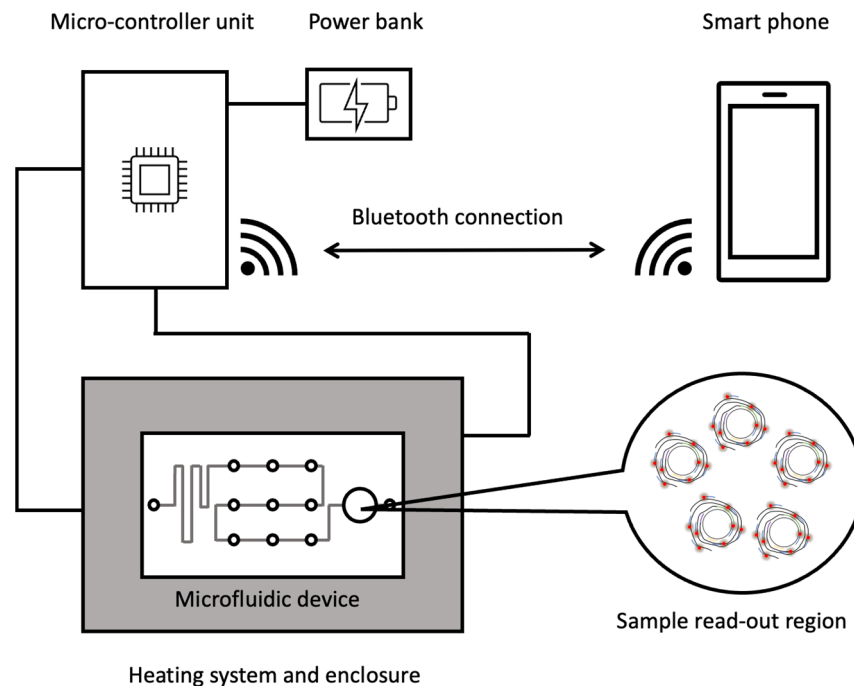 Micro-controller unit
Power bank
Smart phone
Bluetooth connection
Microfluidic device
Sample read-out region
Heating system and enclosure